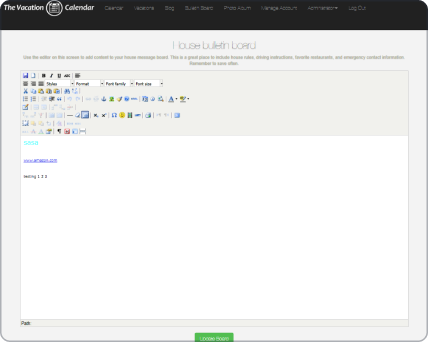 The Vacation Calendar
Calendar Vacations Blog Bulletin Board Photo Album Manage Account Administrator Log Out
House bulletin board
Use the editor on this screen to add content to your house message board. This is a great place to include house rules, driving instructions, favorite restaurants, and emergency contact information.
Remember to save often.
B I U ABC
Styles Format Font family Font size
www.amazon.com
testing 1 2 3
Path:
Update Board